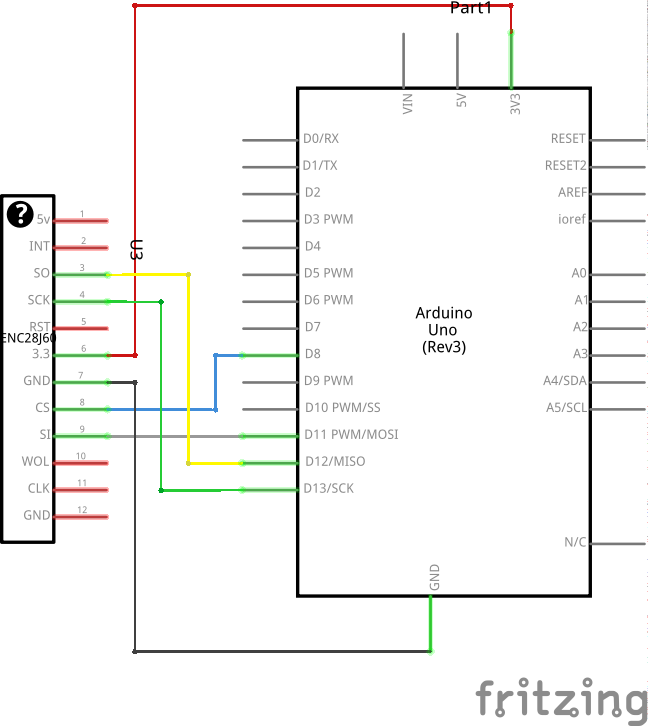 Part1
VIN
5V
3V3
D0/RX
D1/TX
D2
D3 PWM
D4
D5 PWM
D6 PWM
D7
D8
D9 PWM
D10 PWM/SS
D11 PWM/MOSI
D12/MISO
D13/SCK
RESET
RESET2
AREF
ioref
A0
A1
A2
A3
A4/SDA
A5/SCL
N/C
GND
Arduino
Uno
(Rev3)
U3
?
5v 1
INT 2
SO 3
SCK 4
RST 5
ENC28J60
3.3 6
GND 7
CS 8
SI 9
WOL 10
CLK 11
GND 12
fritzing